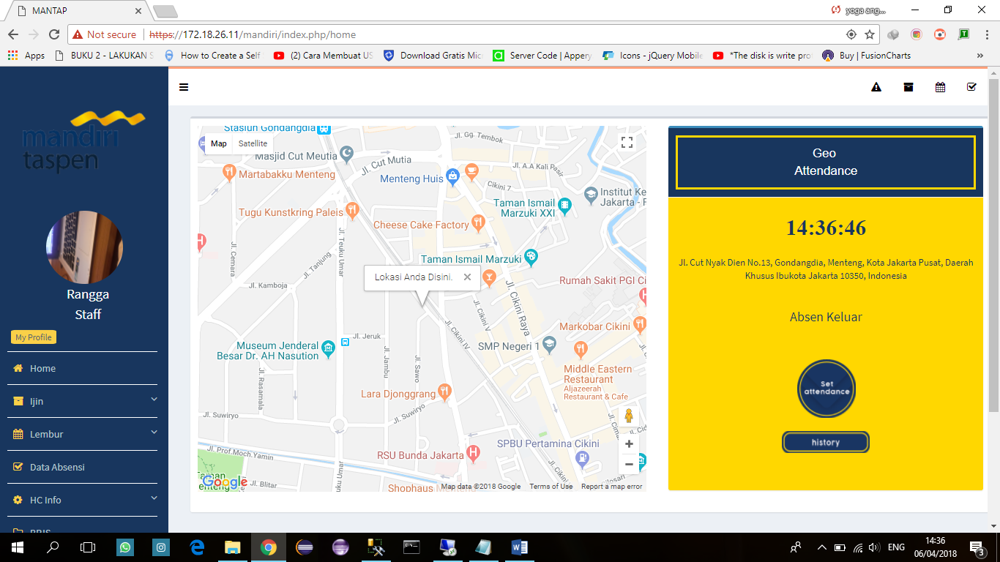 MANTAP
yoga ang...
Not secure
https://172.18.26.11/mandiri/index.php/home
Apps
BUKU 2 - LAKUKAN S
How to Create a Self
(2) Cara Membuat US
Download Gratis Mic
Server Code | Appery
Icons - jQuery Mobile
*The disk is write pro
Buy | FusionCharts
»
mandiri
taspen
Rangga
Staff
My Profile
Home
Ijin
Lembur
Data Absensi
HC Info
Stasiun Gondangdia
Map
Satellite
Masjid Cut Meutia
Jl. Cut Mutia
Jl. Gg. Tembok
Jl. A.A Kali Pasir
Martabakku Menteng
Menteng Huis
Cikini 7
Institut Ke
Jakarta - F
Taman Ismail
Marzuki XXI
Tugu Kunstkring Paleis
Cheese Cake Factory
Jl. Cemara
Jl. Teuku Umar
Jl. Tanjung
Taman Ismail Marzuki
Lokasi Anda Disini.
Jl. Kamboja
Rumah Sakit PGI Ci
Jl. Cikini Raya
Jl. Cikini V
Jl. Cikini IV
Markobar Cikini
Jl. Jeruk
SMP Negeri 1
Museum Jenderal
Besar Dr. AH Nasution
Jl. Jambu
Jl. Sawo
Jl. Rasamala
Middle Eastern
Restaurant
Aljazeerah
Restaurant & Cafe
Lara Djonggrang
Jl. Suwiryo
Jl. Suwiryo
Jl. Prof.Moch.Yamin
SPBU Pertamina Cikini
RSU Bunda Jakarta
Teuku Umar
Jl. Blitar
Google
Shophaus Menteng
Map data ©2018 Google
Terms of Use
Report a map error
Geo
Attendance
14:36:46
Jl. Cut Nyak Dien No.13, Gondangdia, Menteng, Kota Jakarta Pusat, Daerah
Khusus Ibukota Jakarta 10350, Indonesia
Absen Keluar
Set
attendance
history
ENG
14:36
06/04/2018
3